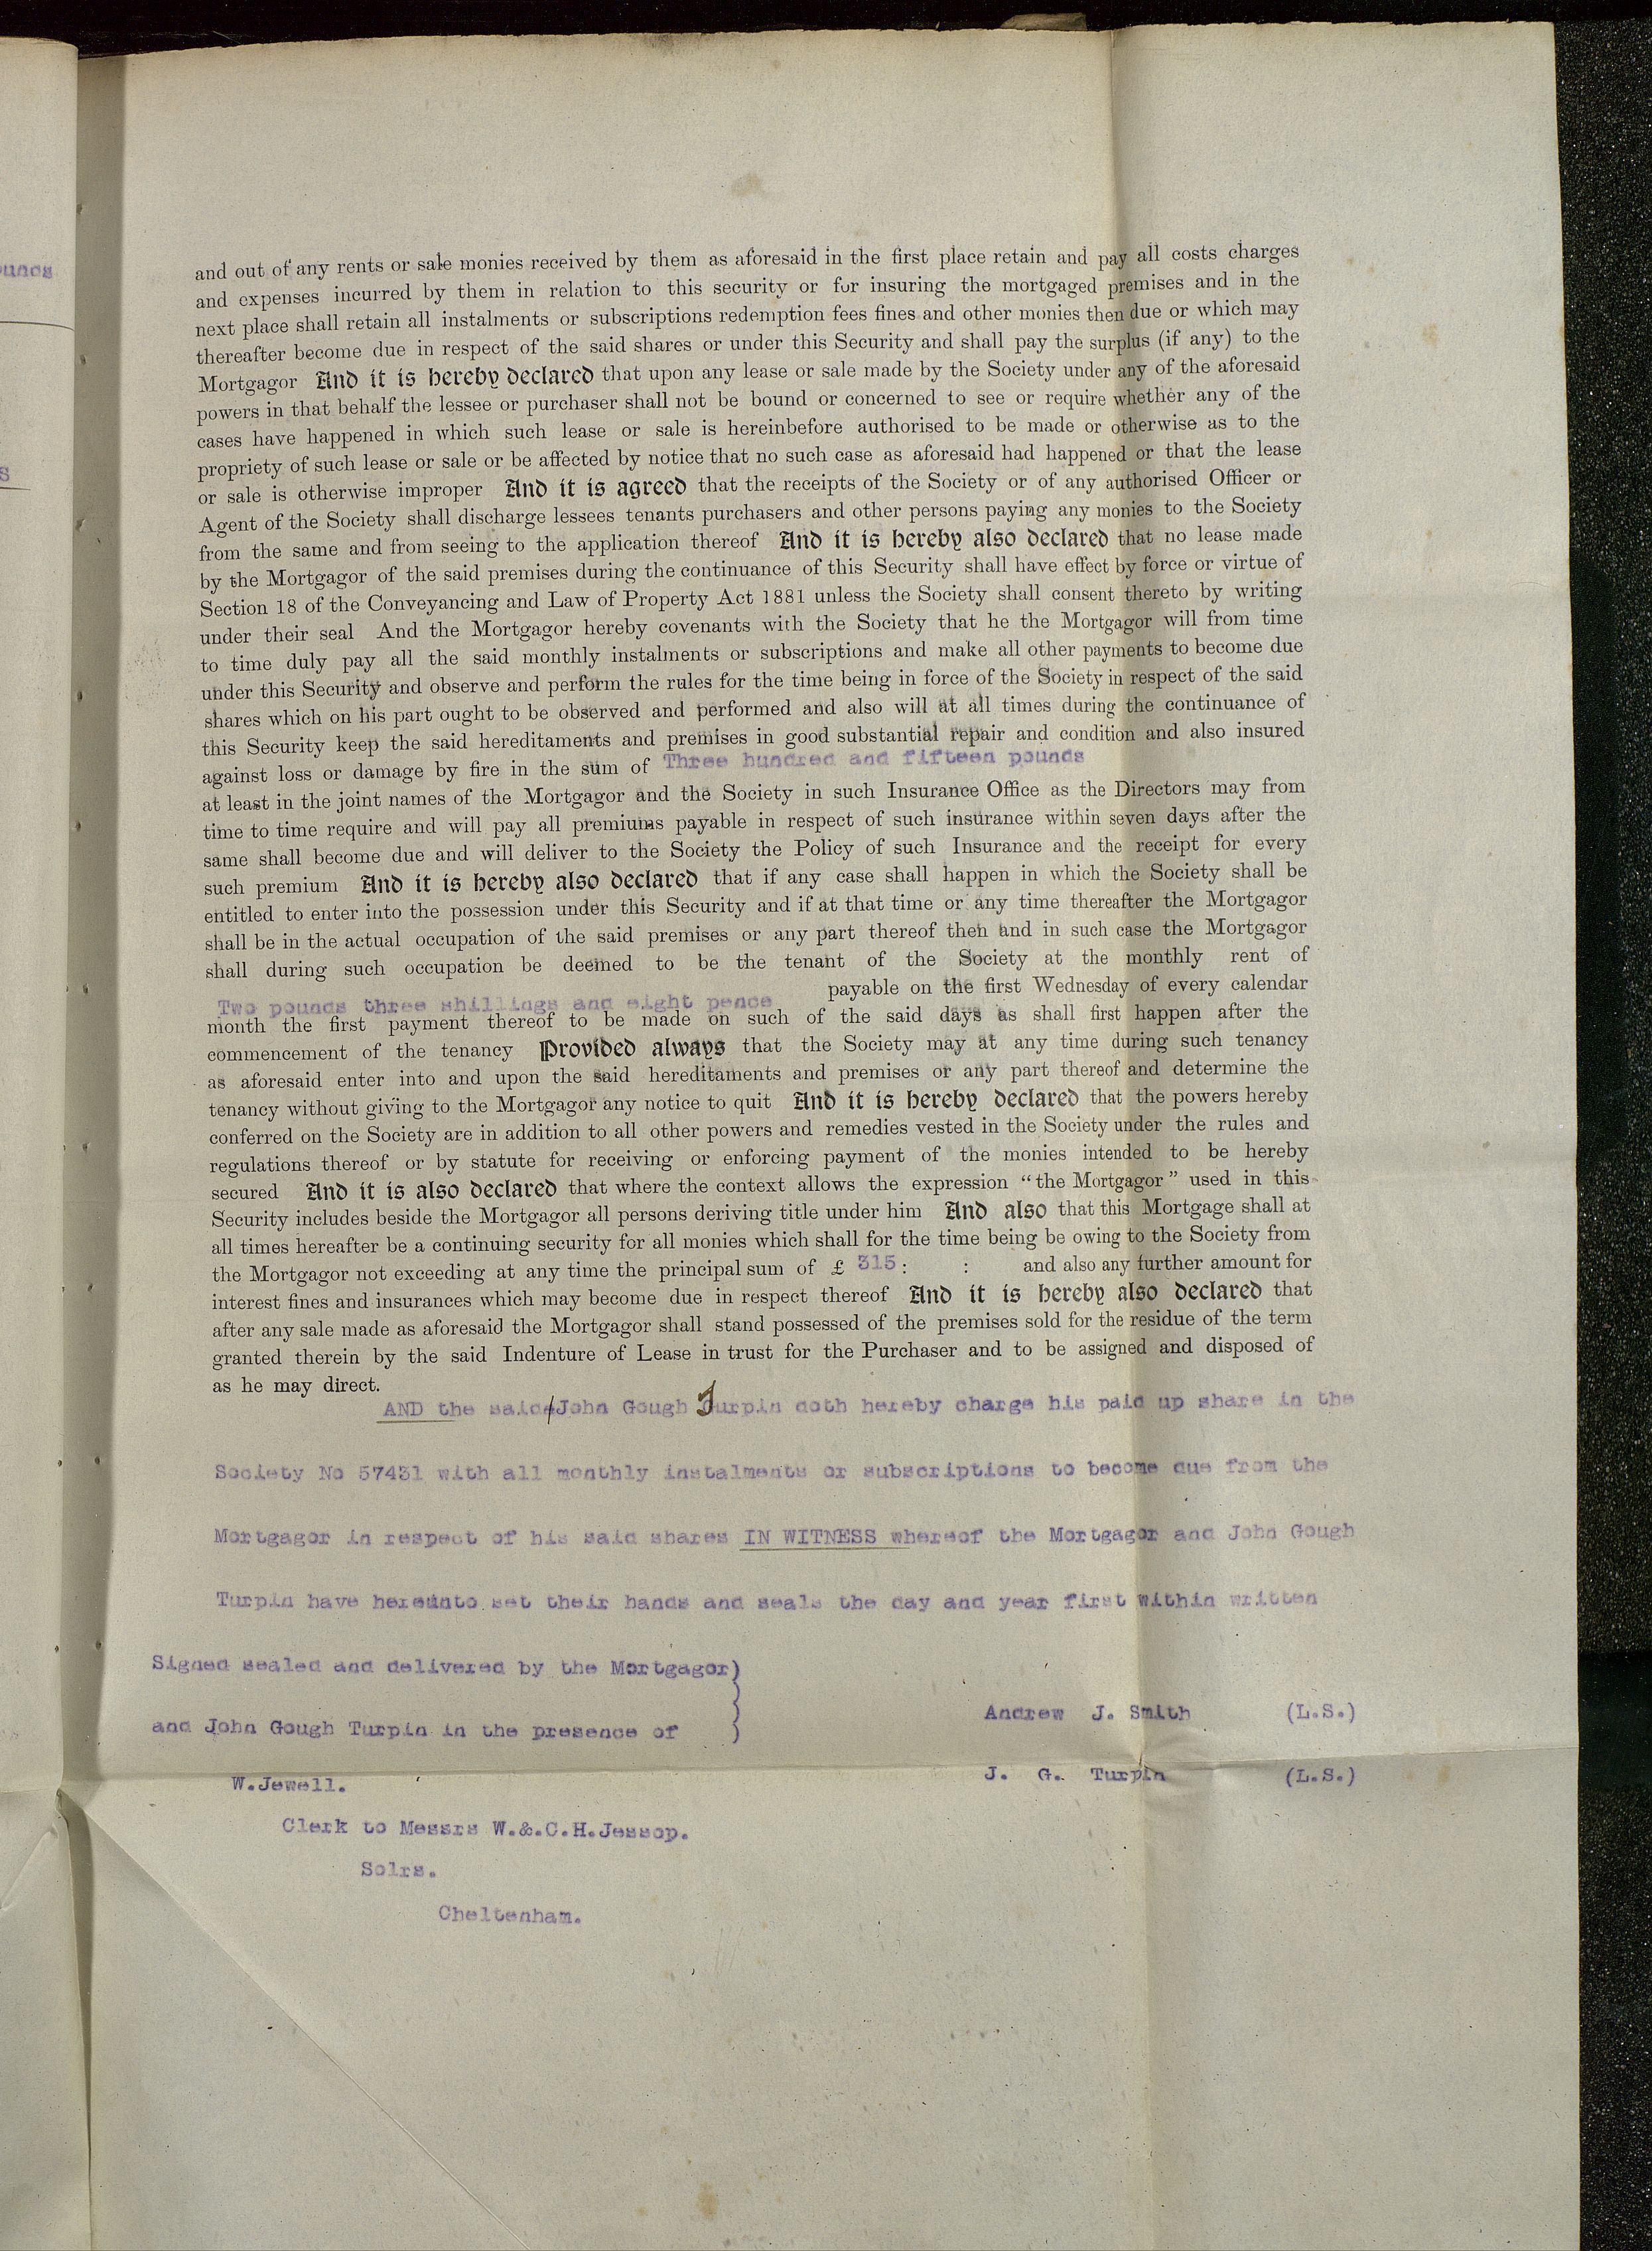 ounds
s
and out of any rents or sale monies received by them as aforesaid in the first place retain and pay all costs charges
and expenses incurred by them in relation to this security or for insuring the mortgaged premises and in the
next place shall retain all instalments or subscriptions redemption fees fines and other monies then due or which may
thereafter become due in respect of the said shares or under this Security and shall pay the surplus (if any) to the
Mortgagor And it is hereby declared that upon any lease or sale made by the Society under any of the aforesaid
powers in that behalf the lessee or purchaser shall not be bound or concerned to see or require whether any of the
cases have happened in which such lease or sale is hereinbefore authorised to be made or otherwise as to the
propriety of such lease or sale or be affected by notice that no such case as aforesaid had happened or that the lease
or sale is otherwise improper And it is agreed that the receipts of the Society or of any authorised Officer or
Agent of the Society shall discharge lessees tenants purchasers and other persons paying any monies to the Society
from the same and from seeing to the application thereof And it is hereby also declared that no lease made
by the Mortgagor of the said premises during the continuance of this Security shall have effect by force or virtue of
Section 18 of the Conveyancing and Law of Property Act 1881 unless the Society shall consent thereto by writing
under their seal And the Mortgagor hereby covenants with the Society that he the Mortgagor will from time
to time duly pay all the said monthly instalments or subscriptions and make all other payments to become due
under this Security and observe and perform the rules for the time being in force of the Society in respect of the said
shares which on his part ought to be observed and performed and also will at all times during the continuance of
this Security keep the said hereditaments and premises in good substantial repair and condition and also insured
against loss or damage by fire in the sum of Three hundred and fifteen pounds
at least in the joint names of the Mortgagor and the Society in such Insurance Office as the Directors may from
time to time require and will pay all premiums payable in respect of such insurance within seven days after the
same shall become due and will deliver to the Society the Policy of such Insurance and the receipt for every
such premium And it is hereby also declared that if any case shall happen in which the Society shall be
entitled to enter into the possession under this Security and if at that time or any time thereafter the Mortgagor
shall be in the actual occupation of the said premises or any part thereof then and in such case the Mortgagor
shall during such occupation be deemed to be the tenant of the Society at the monthly rent of
Two pounds three shillings and eight pence payable on the first Wednesday of every calendar
month the first payment thereof to be made on such of the said days as shall first happen after the
commencement of the tenancy Provided always that the Society may at any time during such tenancy
as aforesaid enter into and upon the said hereditaments and premises or any part thereof and determine the
tenancy without giving to the Mortgagor any notice to quit And it is hereby declared that the powers hereby
conferred on the Society are in addition to all other powers and remedies vested in the Society under the rules and
regulations thereof or by statute for receiving or enforcing payment of the monies intended to be hereby
secured And it is also declared that where the context allows the expression “the Mortgagor” used in this
Security includes beside the Mortgagor all persons deriving title under him And also that this Mortgage shall at
all times hereafter be a continuing security for all monies which shall for the time being be owing to the Society from
the Mortgagor not exceeding at any time the principal sum of £ 315 : : and also any further amount for
interest fines and insurances which may become due in respect thereof And it is hereby also declared that
after any sale made as aforesaid the Mortgagor shall stand possessed of the premises sold for the residue of the term
granted therein by the said Indenture of Lease in trust for the Purchaser and to be assigned and disposed of
as he may direct.
AND the said John Gough Turpin doth hereby charge his paid up share in the
Society No 57431 with all monthly instalments or subscriptions to become due from the
Mortgagor in respect of his said shares IN WITNESS whereof the Mortgagor and John Gough
Turpin have hereunto set their hands and seals the day and year first within written
Signed sealed and delivered by the Mortgagor)
and John Gough Turpin in the presence of )
Andrew J. Smith (L.S.)
J. G. Turpin (L.S.)
W.Jewell.
Clerk to Messrs W.&.C.H.Jessop.
Solrs.
Cheltenham.